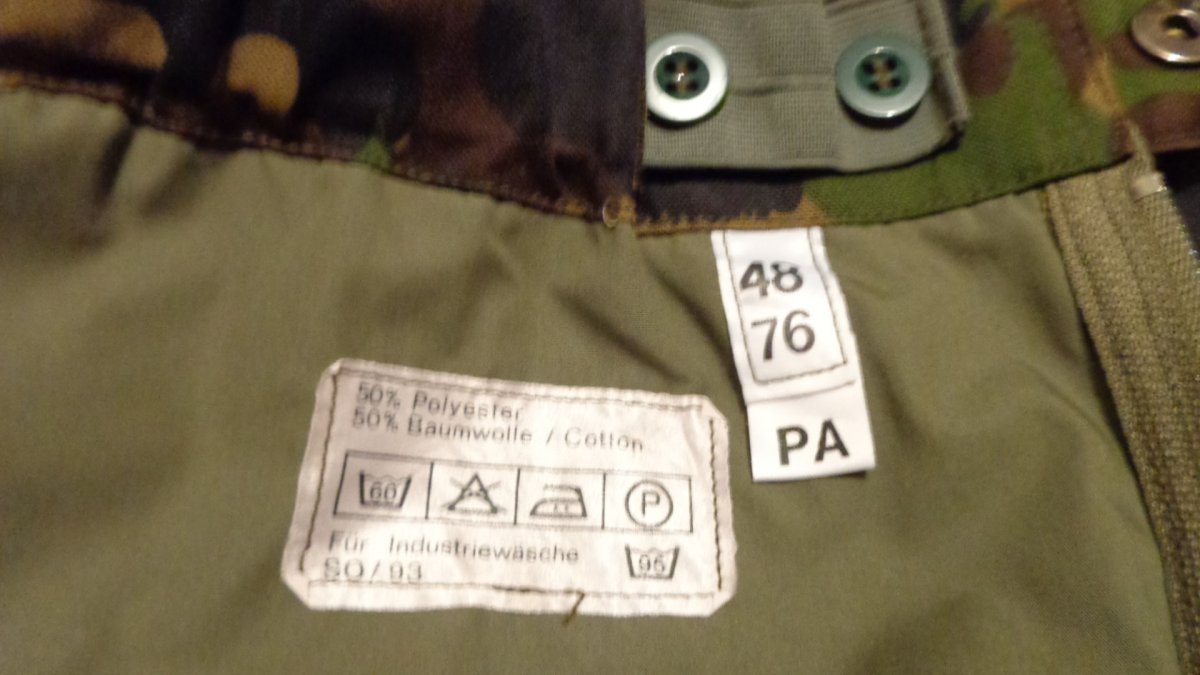 48
76
PA
50% Polyester
50% Baumwolle / Cotton
60
P
Für Industriewäsche
95
SO/93